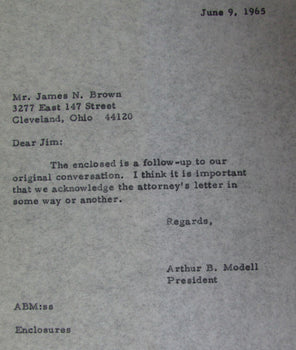 June 9, 1965
Mr. James N. Brown
3277 East 147 Street
Cleveland, Ohio 44120
Dear Jim:
The enclosed is a follow-up to our
original conversation. I think it is important
that we acknowledge the attorney's letter in
some way or another.
Regards,
Arthur B. Modell
President
ABM:ss
Enclosures